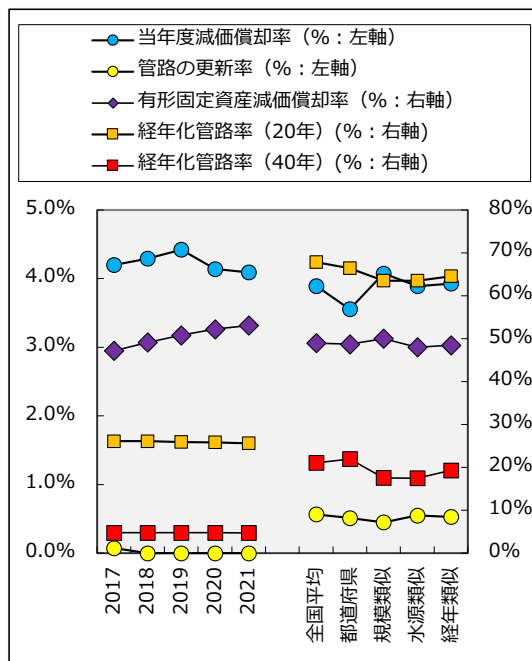 当年度減価償却率（%：左軸）
管路の更新率（%：左軸）
有形固定資産減価償却率（%：右軸）
経年化管路率（20年）(%：右軸)
経年化管路率（40年）(%：右軸)
5.0%
4.0%
3.0%
2.0%
1.0%
0.0%
80%
70%
60%
50%
40%
30%
20%
10%
0%
2017
2018
2019
2020
2021
全国平均
都道府県
規模類似
水源類似
経年類似